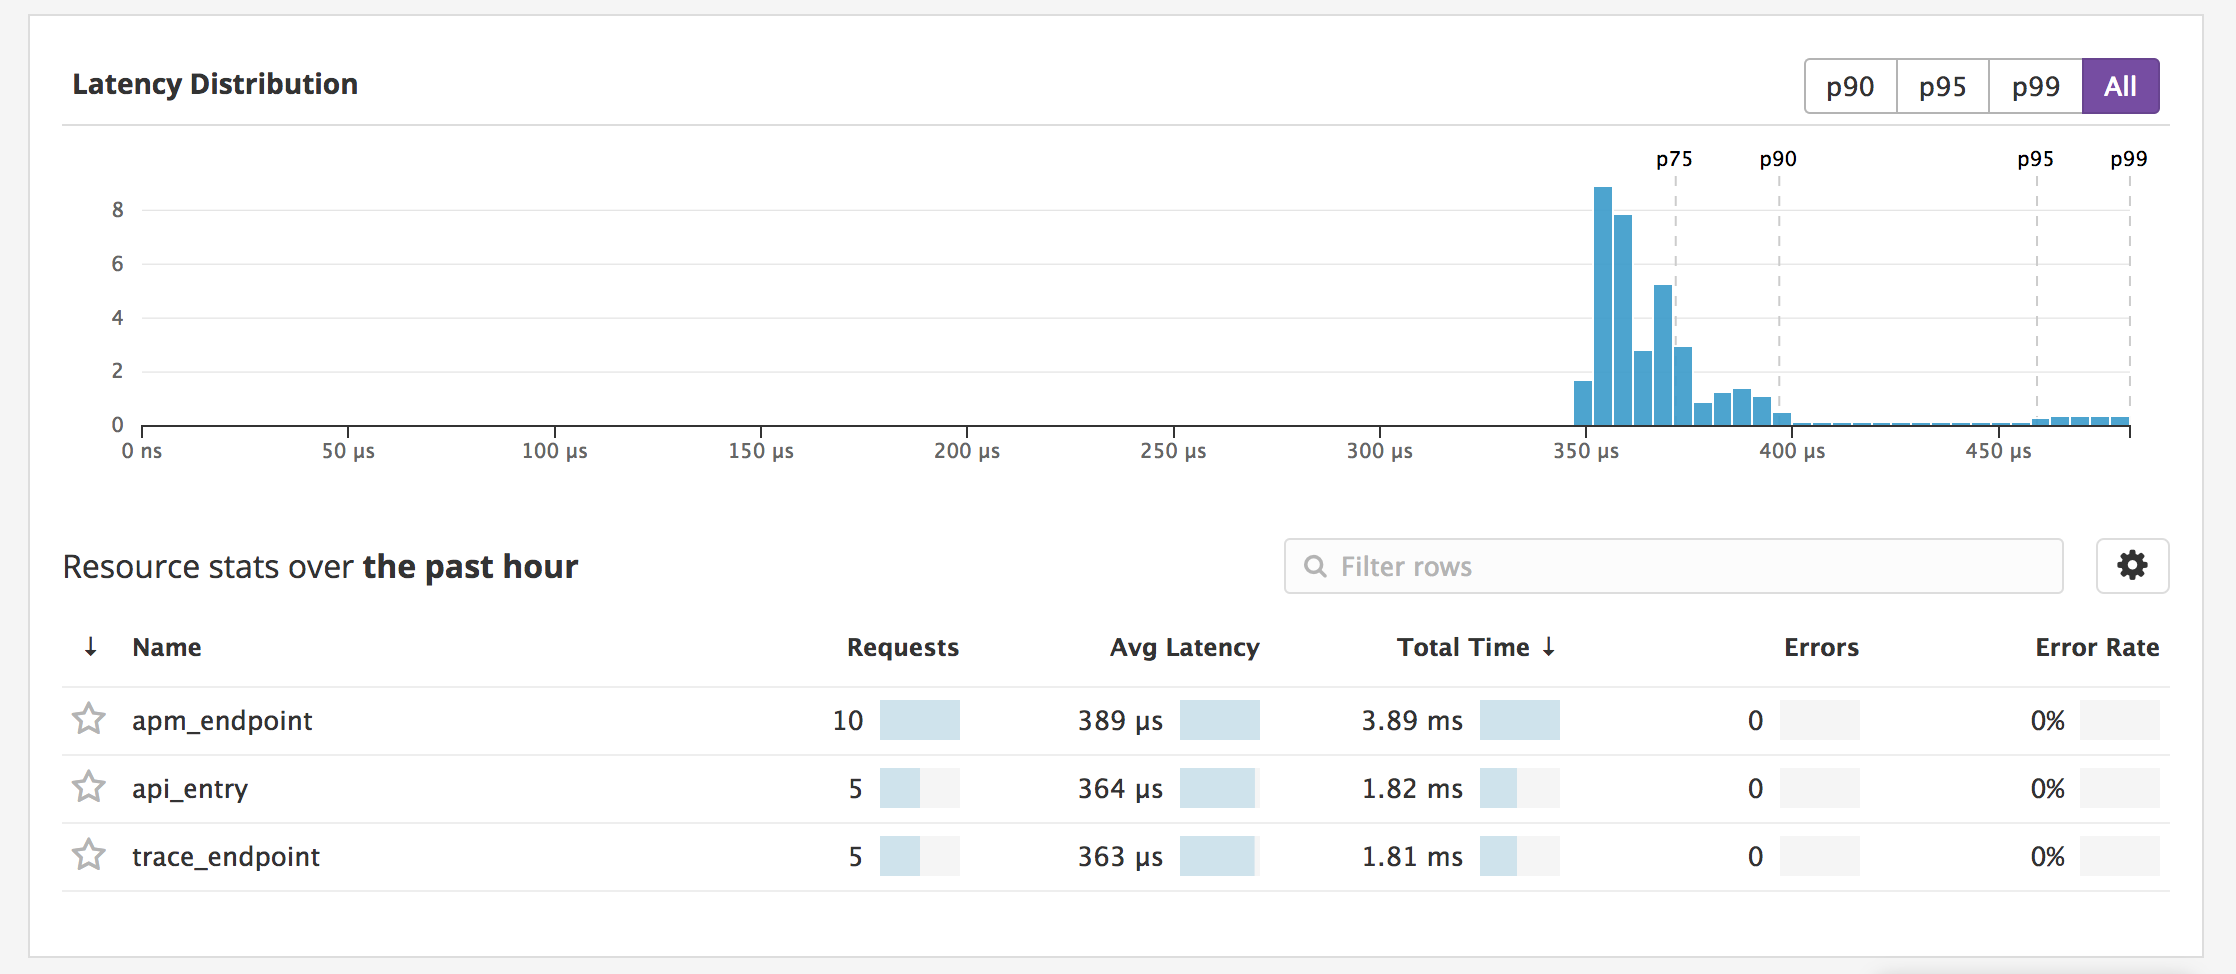 Latency Distribution
p90 p95 p99 All
p75 p90 p95 p99
8
6
4
2
0
0 ns 50 µs 100 µs 150 µs 200 µs 250 µs 300 µs 350 µs 400 µs 450 µs
Resource stats over the past hour
Filter rows
↓ Name Requests Avg Latency Total Time ↓ Errors Error Rate
apm_endpoint 10 389 µs 3.89 ms 0 0%
api_entry 5 364 µs 1.82 ms 0 0%
trace_endpoint 5 363 µs 1.81 ms 0 0%